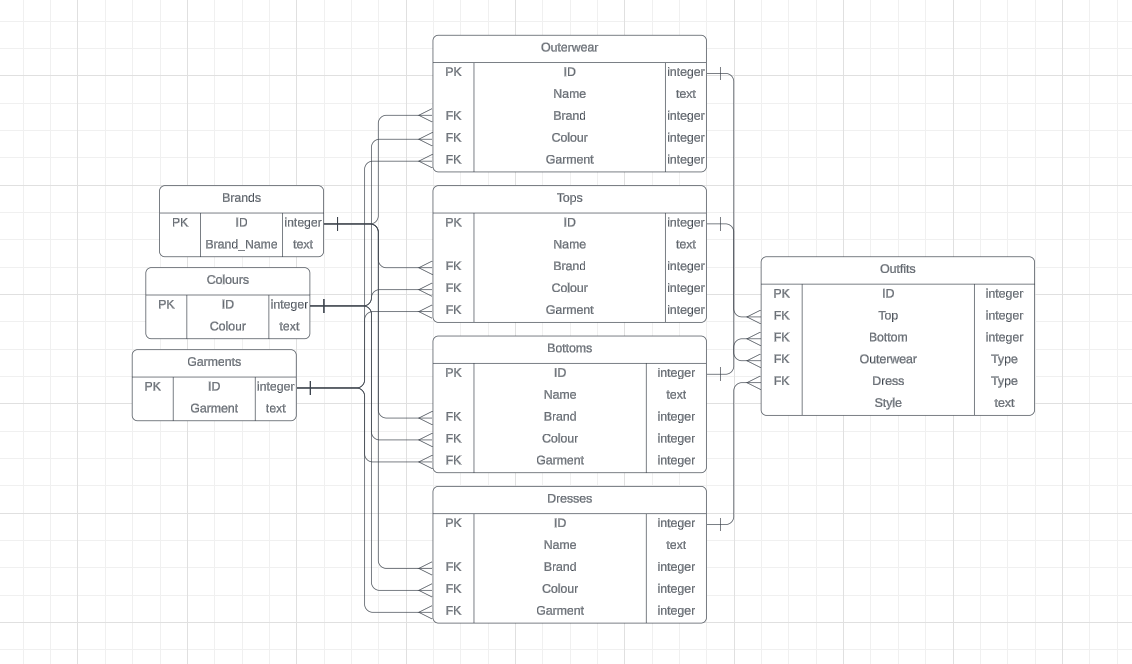 Outerwear
PK ID integer
Name text
FK Brand integer
FK Colour integer
FK Garment integer
Brands
PK ID integer
Brand_Name text
Colours
PK ID integer
Colour text
Garments
PK ID integer
Garment text
Tops
PK ID integer
Name text
FK Brand integer
FK Colour integer
FK Garment integer
Bottoms
PK ID integer
Name text
FK Brand integer
FK Colour integer
FK Garment integer
Dresses
PK ID integer
Name text
FK Brand integer
FK Colour integer
FK Garment integer
Outfits
PK ID integer
FK Top integer
FK Bottom integer
FK Outerwear Type
FK Dress Type
Style text